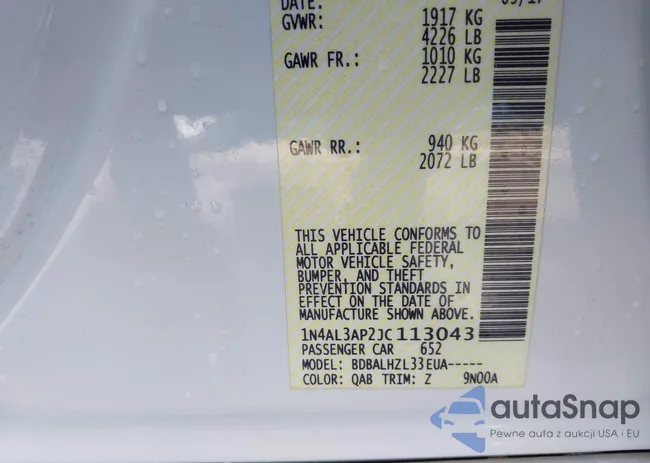 DATE: 09/17
GVWR: 1917 KG
4226 LB
GAWR FR.: 1010 KG
2227 LB
GAWR RR.: 940 KG
2072 LB
THIS VEHICLE CONFORMS TO
ALL APPLICABLE FEDERAL
MOTOR VEHICLE SAFETY,
BUMPER, AND THEFT
PREVENTION STANDARDS IN
EFFECT ON THE DATE OF
MANUFACTURE SHOWN ABOVE.
1N4AL3AP2JC113043
PASSENGER CAR 652
MODEL: BDBALHZL33EUA-----
COLOR: QAB TRIM: Z 9N00A
autaSnap
Pewne auta z aukcji USA i EU